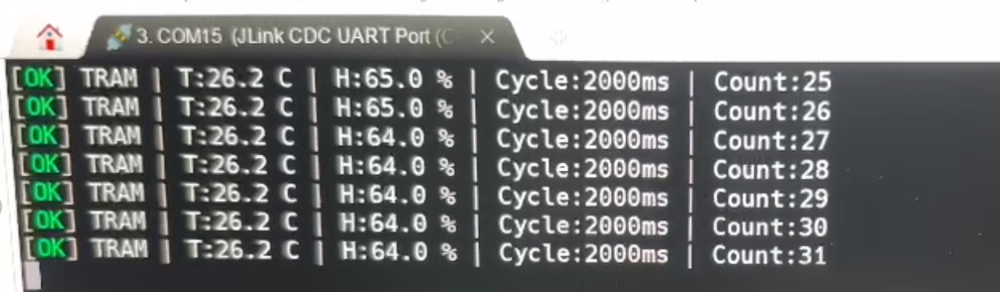 3. COM15 (JLink CDC UART Port (C
[OK] TRAM | T:26.2 C | H:65.0 % | Cycle:2000ms | Count:25
[OK] TRAM | T:26.2 C | H:65.0 % | Cycle:2000ms | Count:26
[OK] TRAM | T:26.2 C | H:64.0 % | Cycle:2000ms | Count:27
[OK] TRAM | T:26.2 C | H:64.0 % | Cycle:2000ms | Count:28
[OK] TRAM | T:26.2 C | H:64.0 % | Cycle:2000ms | Count:29
[OK] TRAM | T:26.2 C | H:64.0 % | Cycle:2000ms | Count:30
[OK] TRAM | T:26.2 C | H:64.0 % | Cycle:2000ms | Count:31